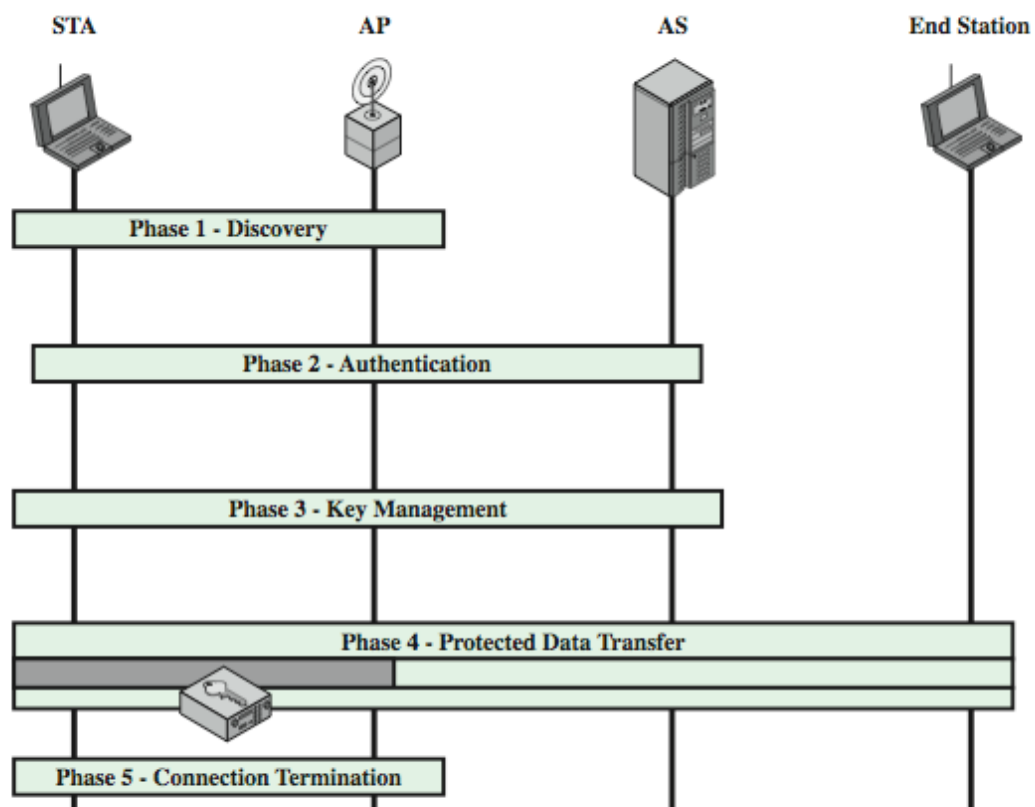 STA
AP
AS
End Station
Phase 1 - Discovery
Phase 2 - Authentication
Phase 3 - Key Management
Phase 4 - Protected Data Transfer
Phase 5 - Connection Termination